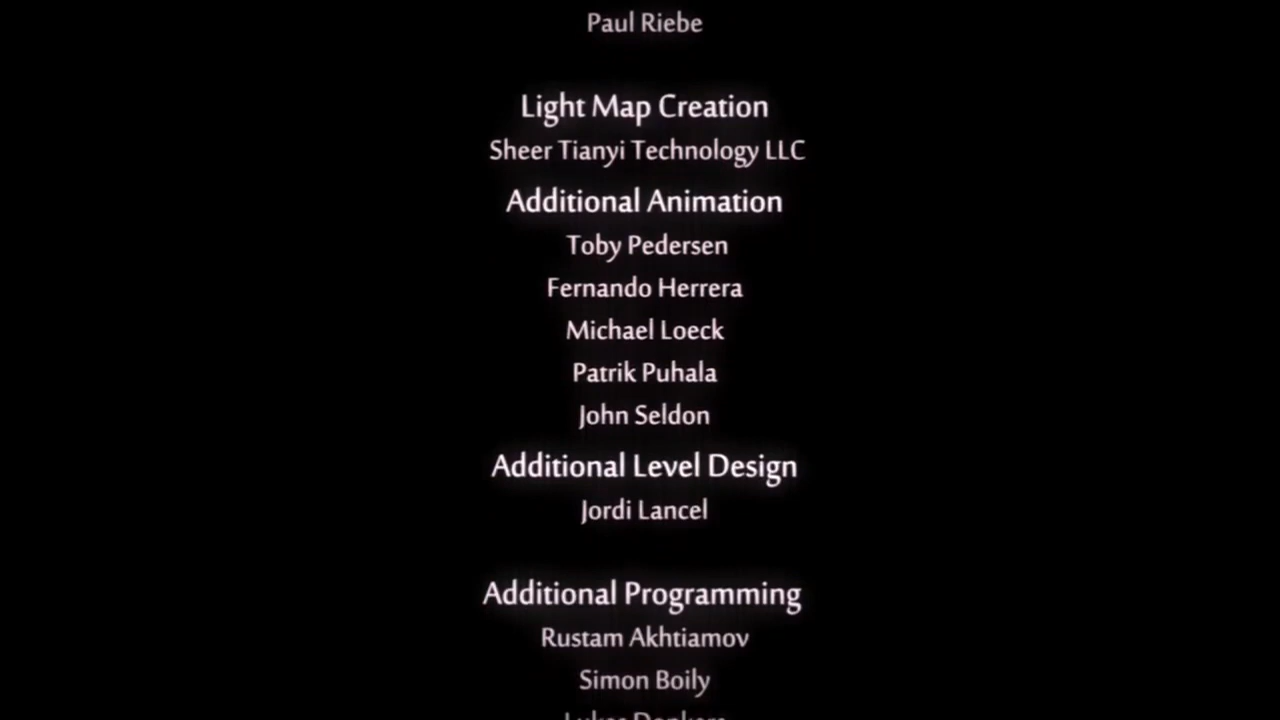 Paul Riebe
Light Map Creation
Sheer Tianyi Technology LLC
Additional Animation
Toby Pedersen
Fernando Herrera
Michael Loeck
Patrik Puhala
John Seldon
Additional Level Design
Jordi Lancel
Additional Programming
Rustam Akhtiamov
Simon Boily